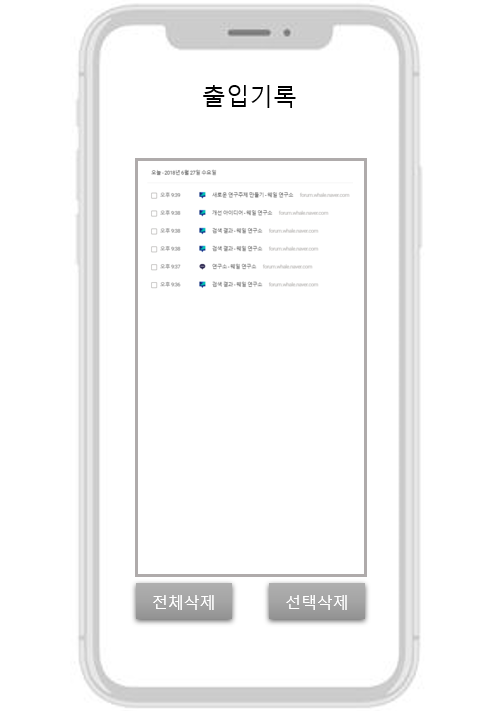 출입기록
오늘 - 2018년 6월 27일 수요일
오후 9:39 새로운 연구주제 만들기 - 웨일 연구소 forum.whale.naver.com
오후 9:38 개선 아이디어 - 웨일 연구소 forum.whale.naver.com
오후 9:38 검색 결과 - 웨일 연구소 forum.whale.naver.com
오후 9:38 검색 결과 - 웨일 연구소 forum.whale.naver.com
오후 9:37 연구소 - 웨일 연구소 forum.whale.naver.com
오후 9:36 검색 결과 - 웨일 연구소 forum.whale.naver.com
전체삭제 선택삭제